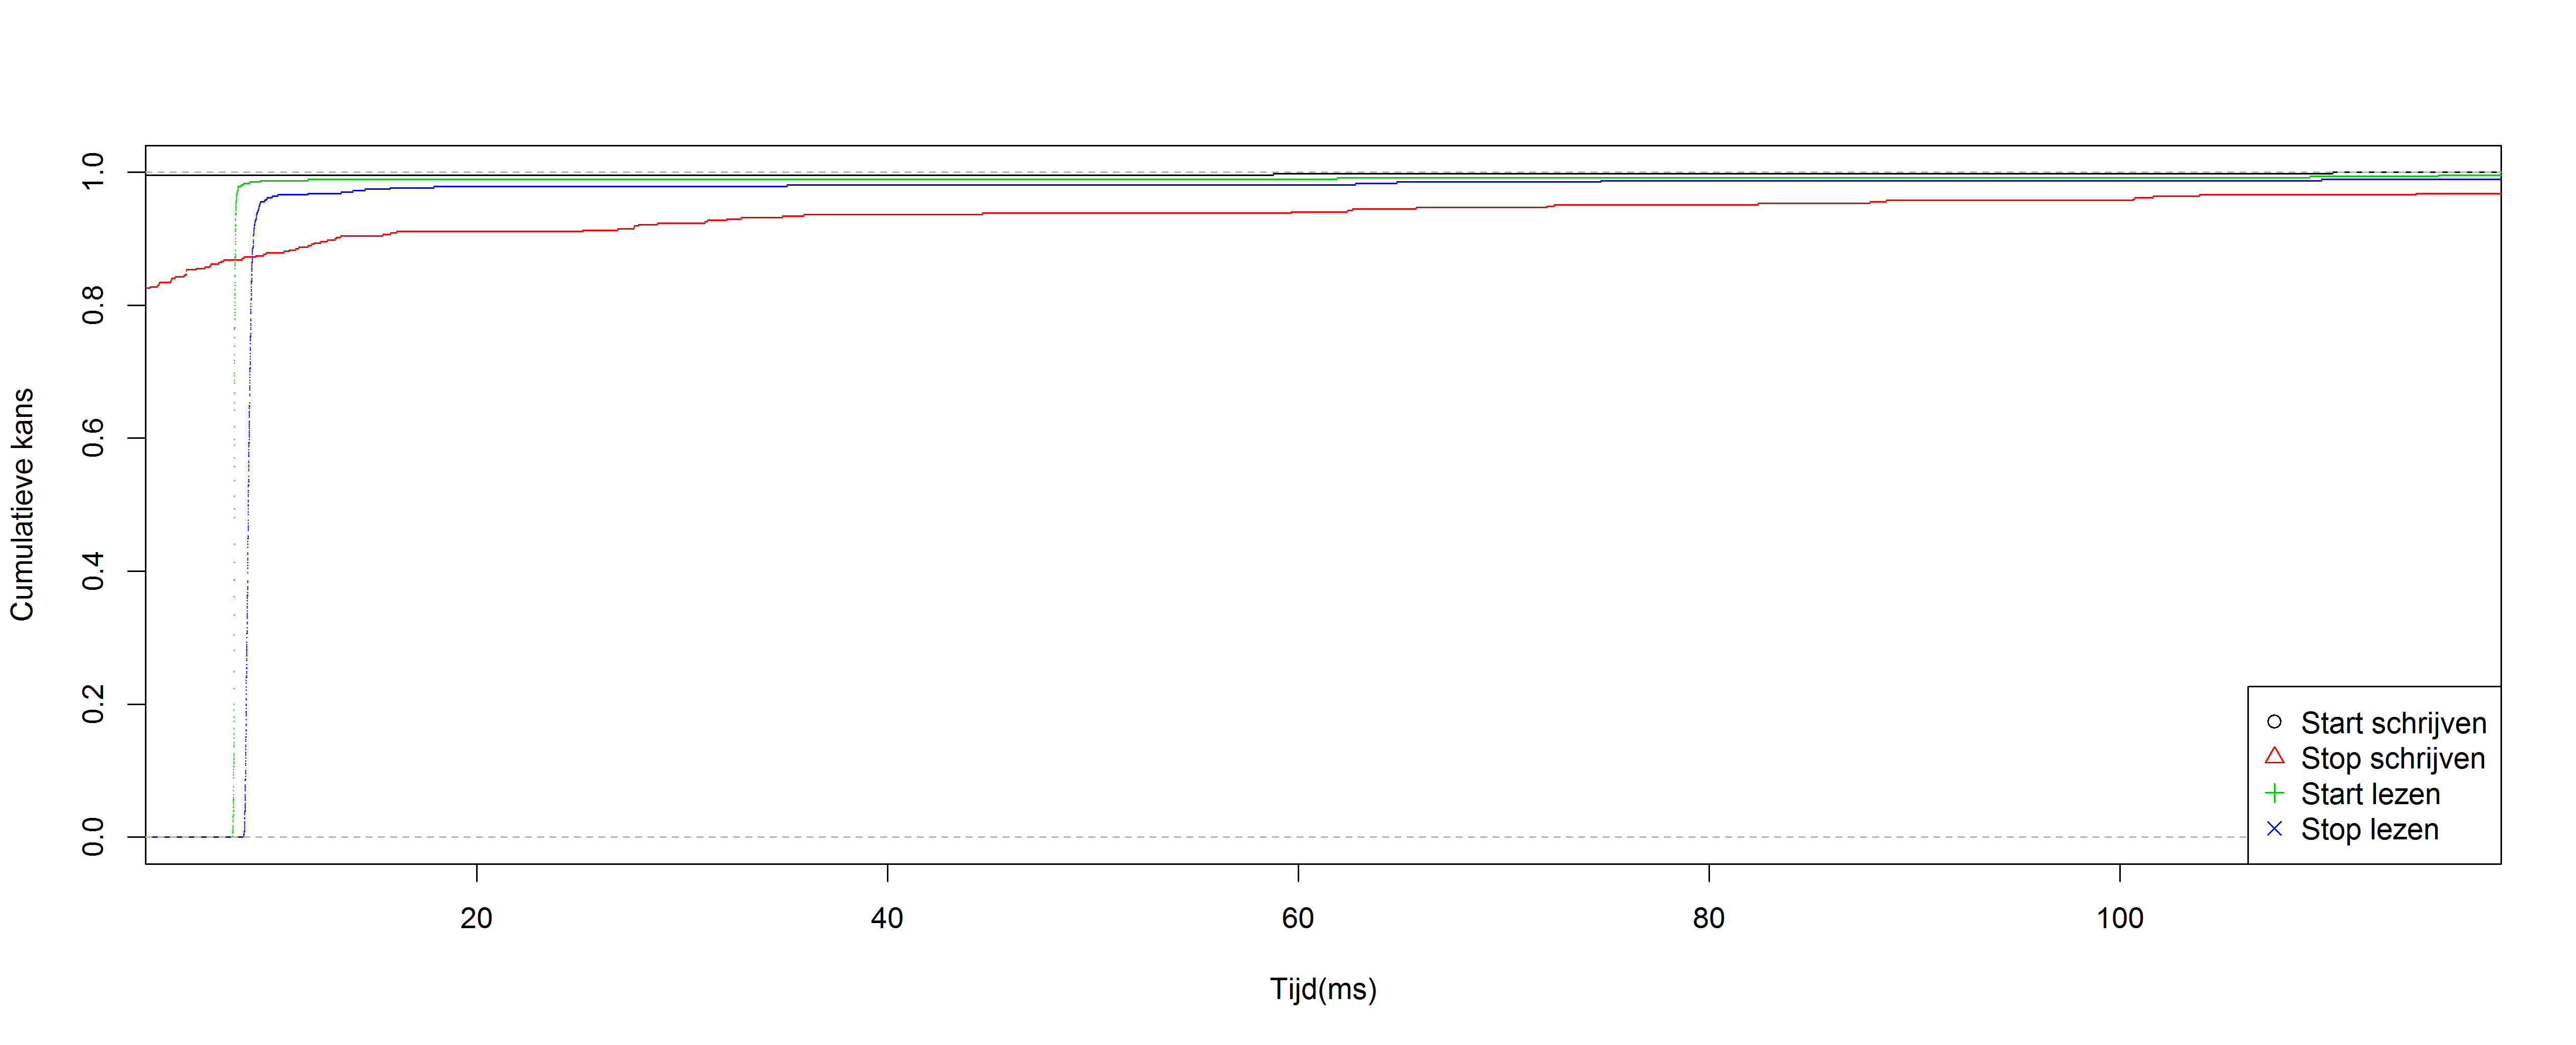 1.0
0.8
0.6
0.4
0.2
0.0
Cumulatieve kans
20 40 60 80 100
Tijd(ms)
Start schrijven
Stop schrijven
Start lezen
Stop lezen